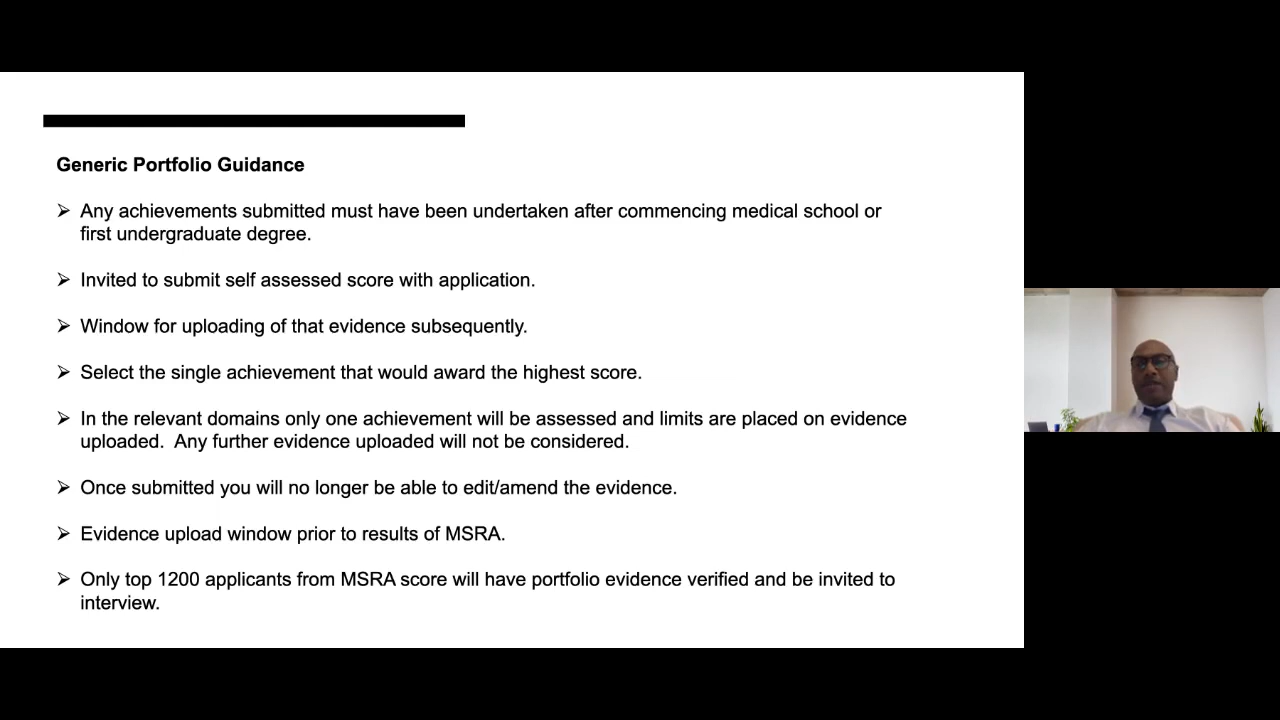 Generic Portfolio Guidance
➢ Any achievements submitted must have been undertaken after commencing medical school or
first undergraduate degree.
➢ Invited to submit self assessed score with application.
➢ Window for uploading of that evidence subsequently.
➢ Select the single achievement that would award the highest score.
➢ In the relevant domains only one achievement will be assessed and limits are placed on evidence
uploaded.  Any further evidence uploaded will not be considered.
➢ Once submitted you will no longer be able to edit/amend the evidence.
➢ Evidence upload window prior to results of MSRA.
➢ Only top 1200 applicants from MSRA score will have portfolio evidence verified and be invited to
interview.